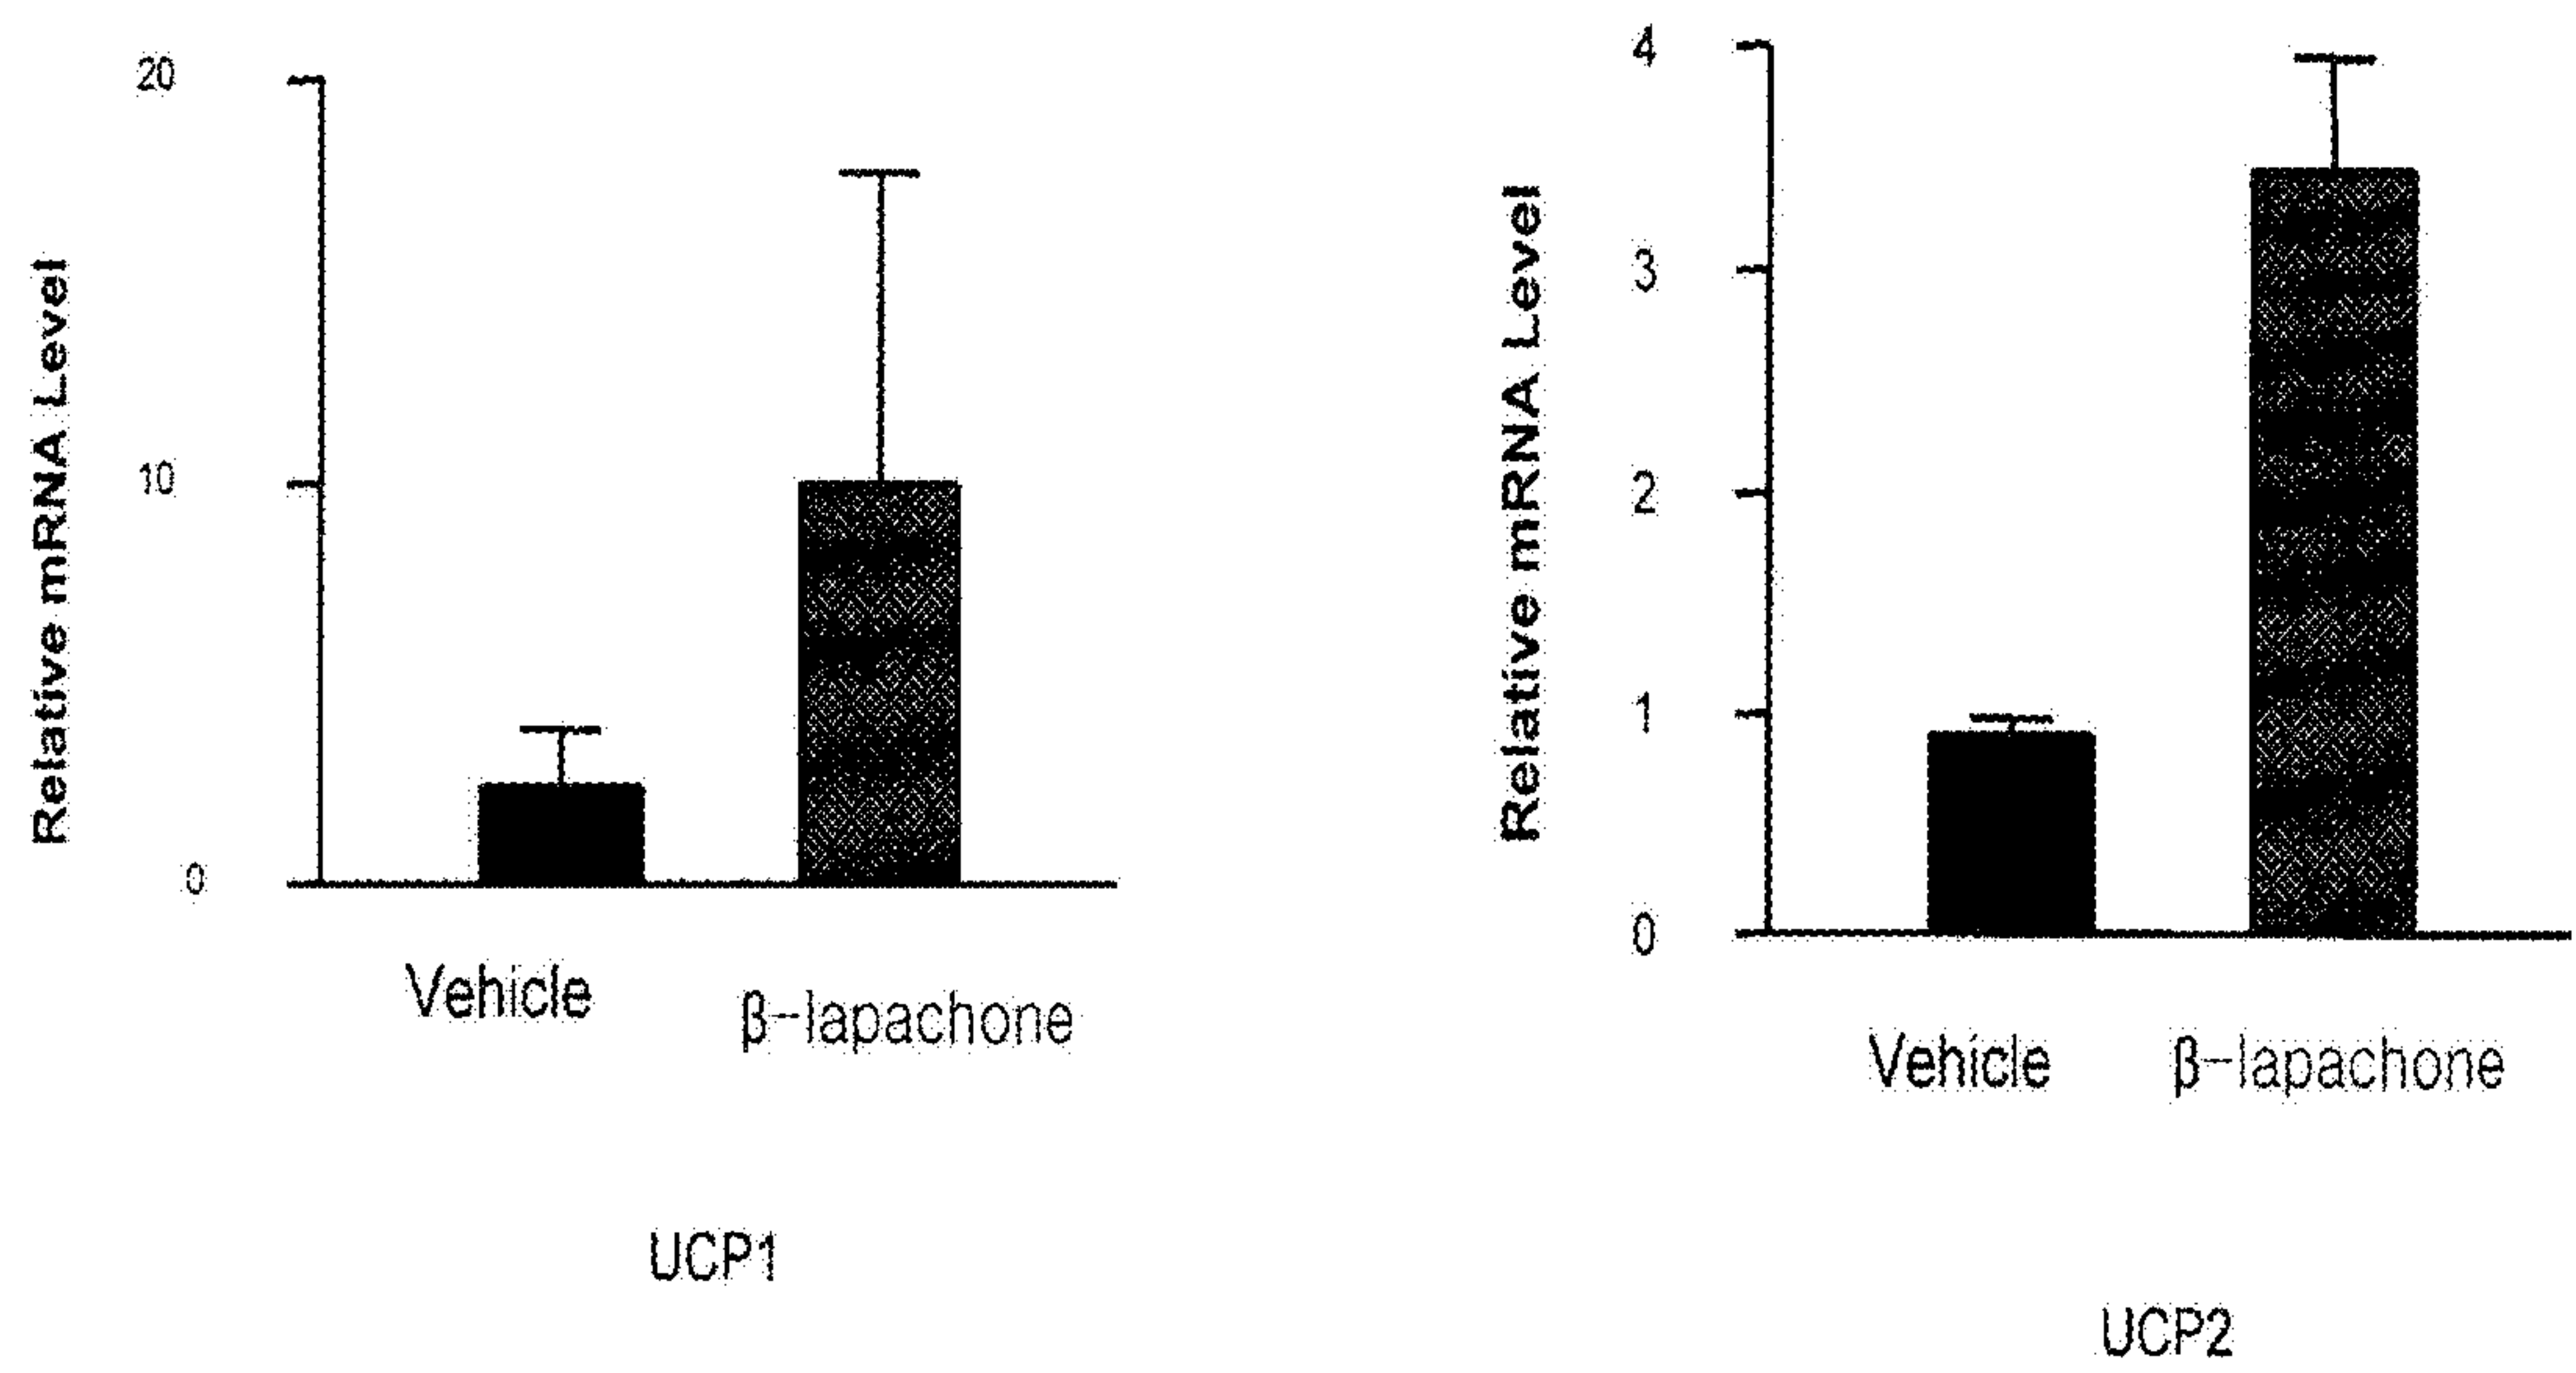 Relative mRNA Level
20
10
0
Vehicle
β-lapachone
UCP1
Relative mRNA Level
4
3
2
1
0
Vehicle
β-lapachone
UCP2